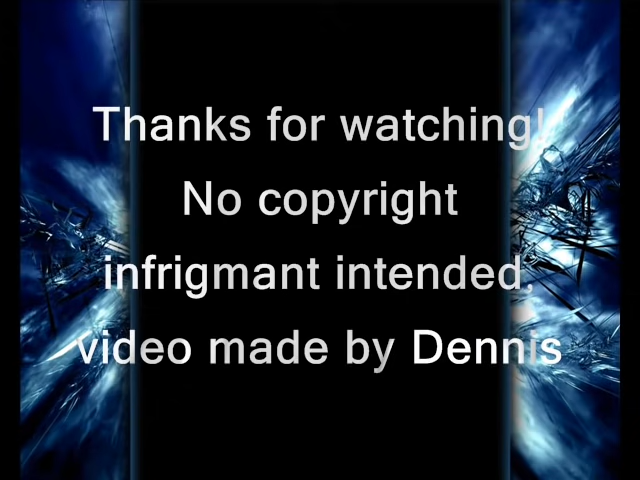 Thanks for watching!
No copyright
infrigmant intended.
video made by Dennis